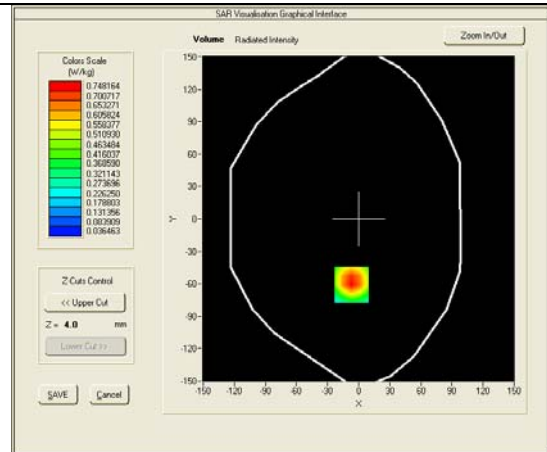 SAR Visualisation Graphical Interface
Volume Radiated Intensity
Zoom In/Out
Colors Scale
(W/kg)
0.748164
0.700717
0.653271
0.605824
0.558377
0.510930
0.463484
0.416037
0.368590
0.321143
0.273696
0.226250
0.178803
0.131356
0.083909
0.036463
Z Cuts Control
<< Upper Cut
Z = 4.0 mm
Lower Cut >>
SAVE
Cancel
150
120
90
60
30
0
-30
-60
-90
-120
-150
Y
-150 -120 -90 -60 -30 0 30 60 90 120 150
X